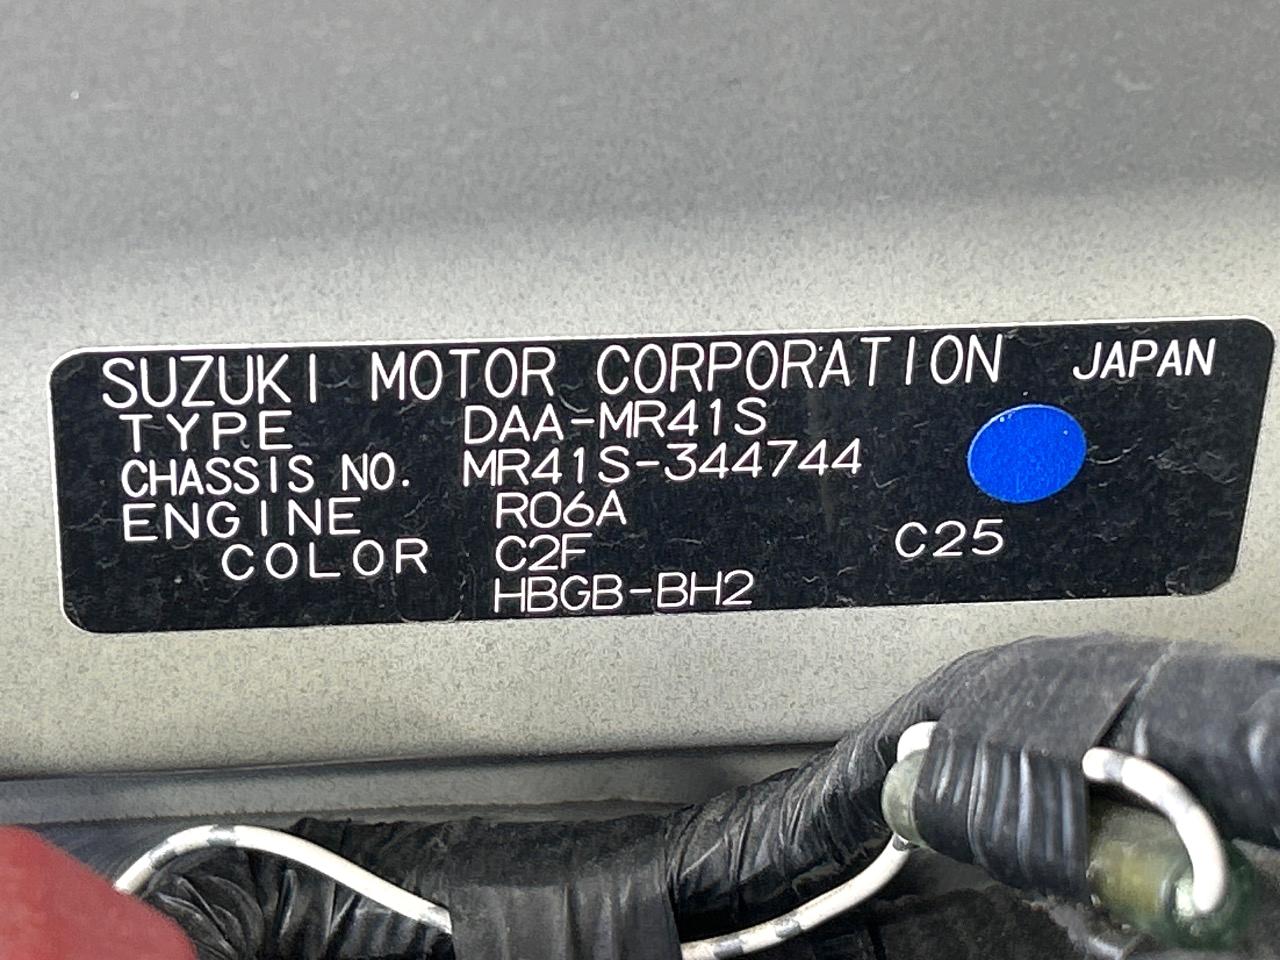 SUZUKI MOTOR CORPORATION JAPAN
TYPE DAA-MR41S
CHASSIS NO. MR41S-344744
ENGINE R06A
COLOR C2F C25
HBGB-BH2